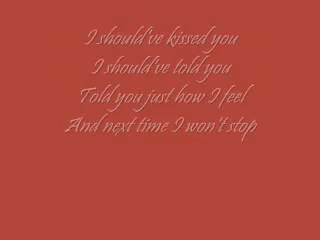 I should've kissed you
I should've told you
Told you just how I feel
And next time I won't stop